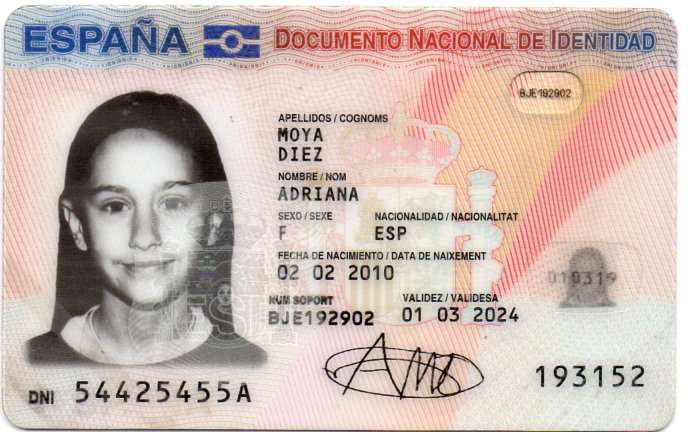 ESPAÑA DOCUMENTO NACIONAL DE IDENTIDAD
BJE192902
APELLIDOS / COGNOMS
MOYA
DIEZ
NOMBRE / NOM
ADRIANA
SEXO / SEXE NACIONALIDAD / NACIONALITAT
F ESP
FECHA DE NACIMIENTO / DATA DE NAIXEMENT
02 02 2010
010319
NUM SOPORT VALIDEZ / VALIDESA
BJE192902 01 03 2024
DNI 54425455A 193152